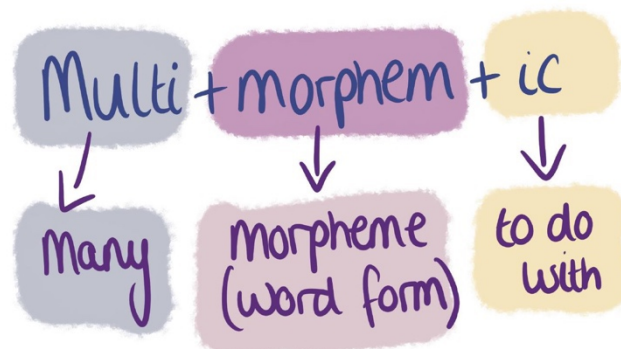 Multi + morphem + ic
Many
morpheme
(word form)
to do
with